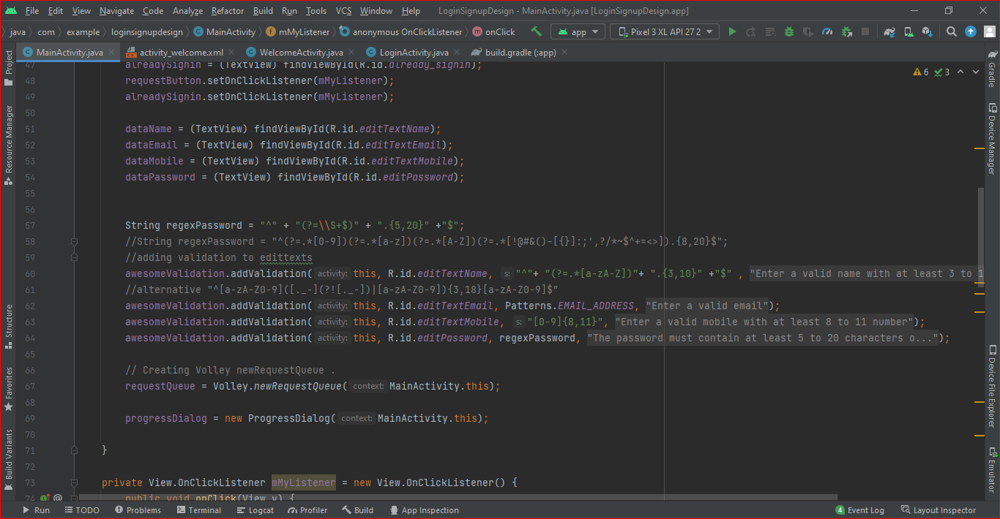 File Edit View Navigate Code Analyze Refactor Build Run Tools VCS Window Help LoginSignupDesign - MainActivity.java [LoginSignupDesign.app]
java com example loginsignupdesign MainActivity mMyListener anonymous OnClickListener onClick app Pixel 3 XL API 27 2
MainActivity.java activity_welcome.xml WelcomeActivity.java LoginActivity.java build.gradle (:app)
Project
Resource Manager
Structure
Favorites
Build Variants
47 alreadySignin = (TextView) findViewById(R.id.already_signin);
48 requestButton.setOnClickListener(mMyListener);
49 alreadySignin.setOnClickListener(mMyListener);
50
51 dataName = (TextView) findViewById(R.id.editTextName);
52 dataEmail = (TextView) findViewById(R.id.editTextEmail);
53 dataMobile = (TextView) findViewById(R.id.editTextMobile);
54 dataPassword = (TextView) findViewById(R.id.editPassword);
55
56
57 String regexPassword = "^" + "(?=\\S+$)" + ".{5,20}" +"$";
58 //String regexPassword = "^(?=.*[0-9])(?=.*[a-z])(?=.*[A-Z])(?=.*[!@#&()-[{}]:;',?/*~$^+=<>]).{8,20}$";
59 //adding validation to edittexts
60 awesomeValidation.addValidation( activity: this, R.id.editTextName, s: "^"+ "(?=.*[a-zA-Z])"+ ".{3,10}" +"$" , "Enter a valid name with at least 3 to 1
61 //alternative "^[a-zA-Z0-9]([._-](?![._-])|[a-zA-Z0-9]){3,18}[a-zA-Z0-9]$"
62 awesomeValidation.addValidation( activity: this, R.id.editTextEmail, Patterns.EMAIL_ADDRESS, "Enter a valid email");
63 awesomeValidation.addValidation( activity: this, R.id.editTextMobile, s: "[0-9]{8,11}", "Enter a valid mobile with at least 8 to 11 number");
64 awesomeValidation.addValidation( activity: this, R.id.editPassword, regexPassword, "The password must contain at least 5 to 20 characters o...");
65
66 // Creating Volley newRequestQueue .
67 requestQueue = Volley.newRequestQueue( context: MainActivity.this);
68
69 progressDialog = new ProgressDialog( context: MainActivity.this);
70
71 }
72
73 private View.OnClickListener mMyListener = new View.OnClickListener() {
74 public void onClick(View v) {
6 3
Gradle
Device Manager
Device File Explorer
Emulator
Run TODO Problems Terminal Logcat Profiler Build App Inspection 4 Event Log Layout Inspector